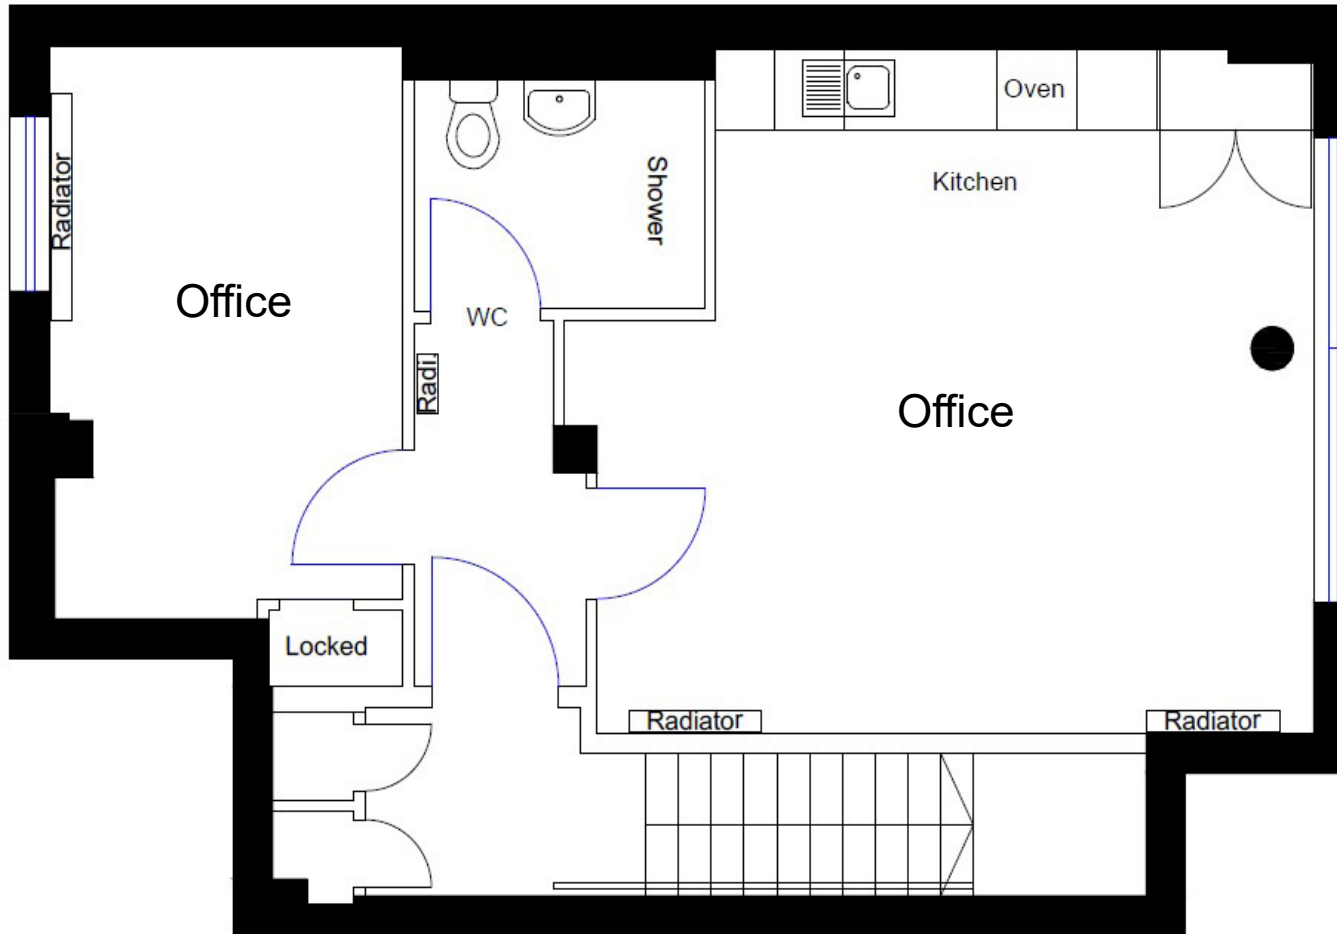 Oven
Kitchen
Radiator
Shower
Office
WC
Radi.
Office
Locked
Radiator
Radiator